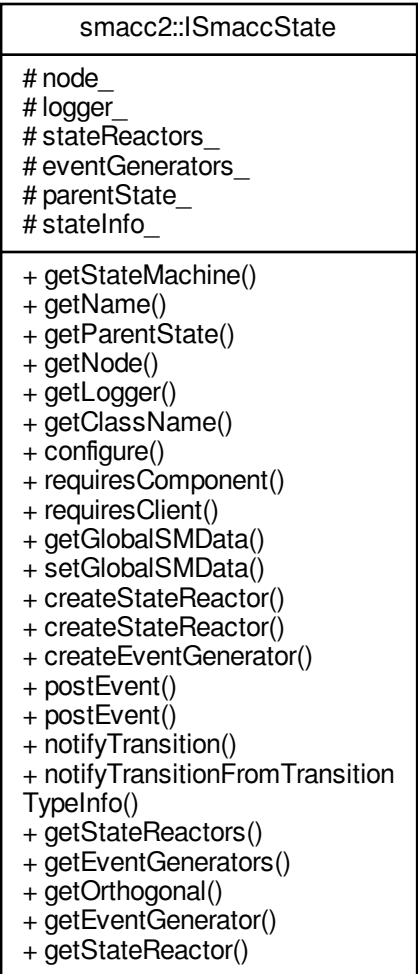 smacc2::ISmaccState
# node_
# logger_
# stateReactors_
# eventGenerators_
# parentState_
# stateInfo_
+ getStateMachine()
+ getName()
+ getParentState()
+ getNode()
+ getLogger()
+ getClassName()
+ configure()
+ requiresComponent()
+ requiresClient()
+ getGlobalSMData()
+ setGlobalSMData()
+ createStateReactor()
+ createStateReactor()
+ createEventGenerator()
+ postEvent()
+ postEvent()
+ notifyTransition()
+ notifyTransitionFromTransition
TypeInfo()
+ getStateReactors()
+ getEventGenerators()
+ getOrthogonal()
+ getEventGenerator()
+ getStateReactor()